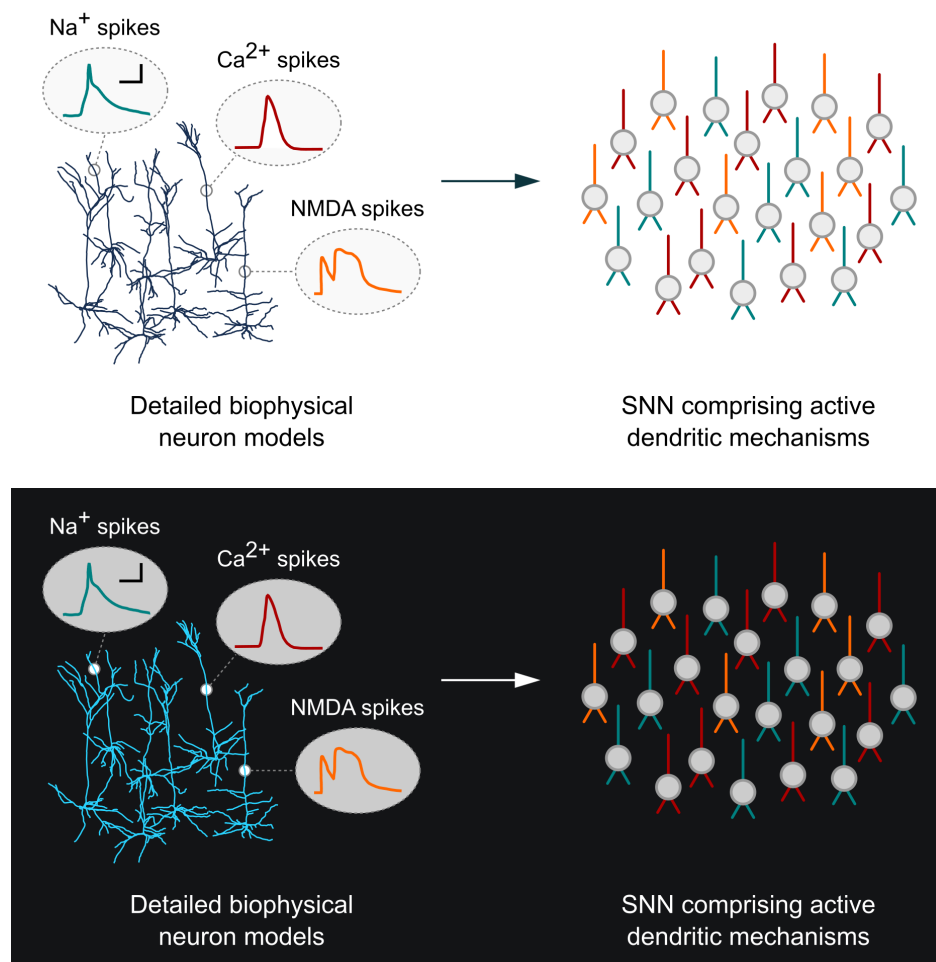 Na+ spikes
Ca2+ spikes
NMDA spikes
Detailed biophysical
neuron models
SNN comprising active
dendritic mechanisms
Na+ spikes
Ca2+ spikes
NMDA spikes
Detailed biophysical
neuron models
SNN comprising active
dendritic mechanisms